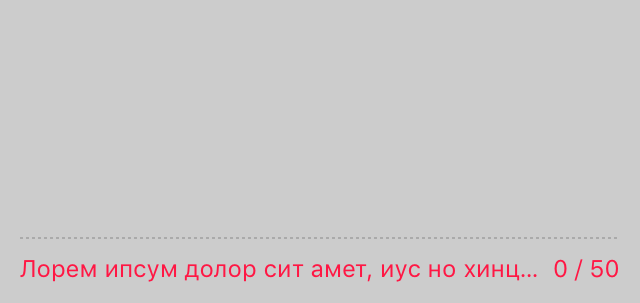 Лорем ипсум долор сит амет, иус но хинц... 0 / 50